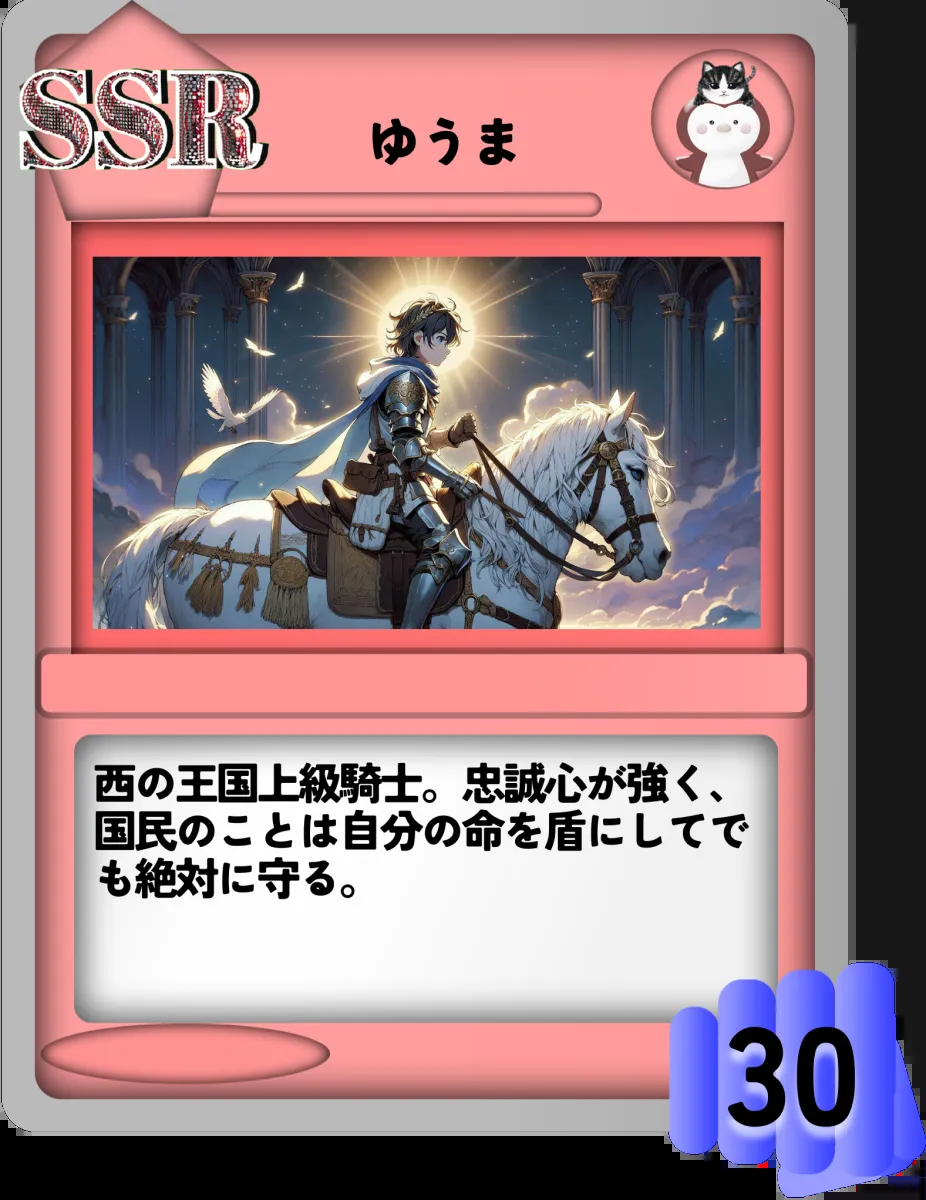 SSR
ゆうま
西の王国上級騎士。忠誠心が強く、
国民のことは自分の命を盾にしてで
も絶対に守る。
30